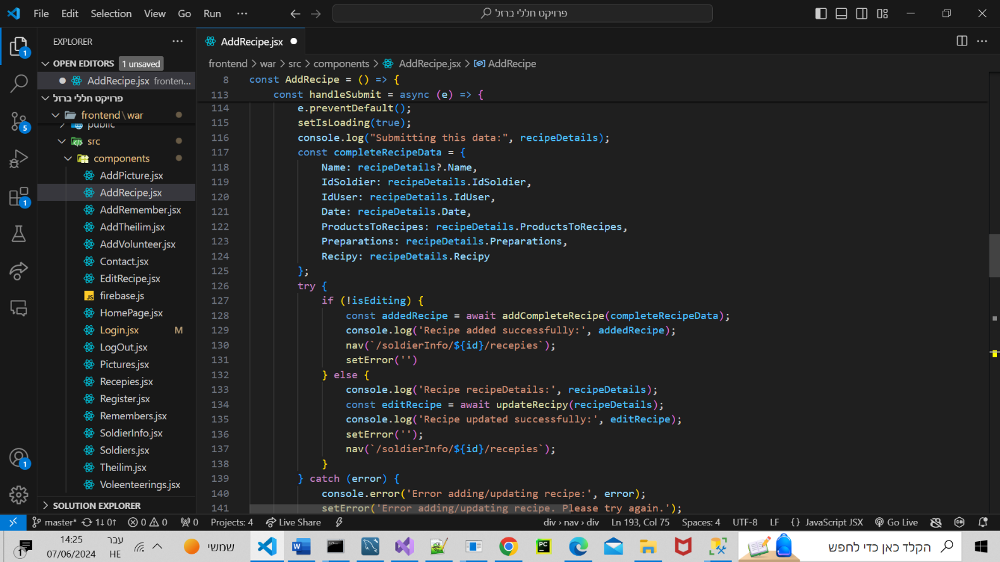 File Edit Selection View Go Run ···
פרויקט חללי ברזל
EXPLORER
OPEN EDITORS 1 unsaved
AddRecipe.jsx fronten...
פרויקט חללי ברזל
frontend\war
public
src
components
AddPicture.jsx
AddRecipe.jsx
AddRemember.jsx
AddTheilim.jsx
AddVolunteer.jsx
Contact.jsx
EditRecipe.jsx
JS firebase.js
HomePage.jsx
Login.jsx M
LogOut.jsx
Pictures.jsx
Recepies.jsx
Register.jsx
Remembers.jsx
SoldierInfo.jsx
Soldiers.jsx
Theilim.jsx
Voleenteerings.jsx
SOLUTION EXPLORER
1
5
1
1
AddRecipe.jsx
frontend > war > src > components > AddRecipe.jsx > AddRecipe
8 const AddRecipe = () => {
113 const handleSubmit = async (e) => {
114 e.preventDefault();
115 setIsLoading(true);
116 console.log("Submitting this data:", recipeDetails);
117 const completeRecipeData = {
118 Name: recipeDetails?.Name,
119 IdSoldier: recipeDetails.IdSoldier,
120 IdUser: recipeDetails.IdUser,
121 Date: recipeDetails.Date,
122 ProductsToRecipes: recipeDetails.ProductsToRecipes,
123 Preparations: recipeDetails.Preparations,
124 Recipy: recipeDetails.Recipy
125 };
126 try {
127 if (!isEditing) {
128 const addedRecipe = await addCompleteRecipe(completeRecipeData);
129 console.log('Recipe added successfully:', addedRecipe);
130 nav(`/soldierInfo/${id}/recepies`);
131 setError('')
132 } else {
133 console.log('Recipe recipeDetails:', recipeDetails);
134 const editRecipe = await updateRecipy(recipeDetails);
135 console.log('Recipe updated successfully:', editRecipe);
136 setError('');
137 nav(`/soldierInfo/${id}/recepies`);
138 }
139 } catch (error) {
140 console.error('Error adding/updating recipe:', error);
141 setError('Error adding/updating recipe. Please try again.');
master* 1↓ 0↑ 0 0 0 Projects: 4 Live Share div > nav > div Ln 193, Col 75 Spaces: 4 UTF-8 LF {} JavaScript JSX Go Live
1 14:25 עבר שמשי הקלד כאן כדי לחפש
07/06/2024 HE